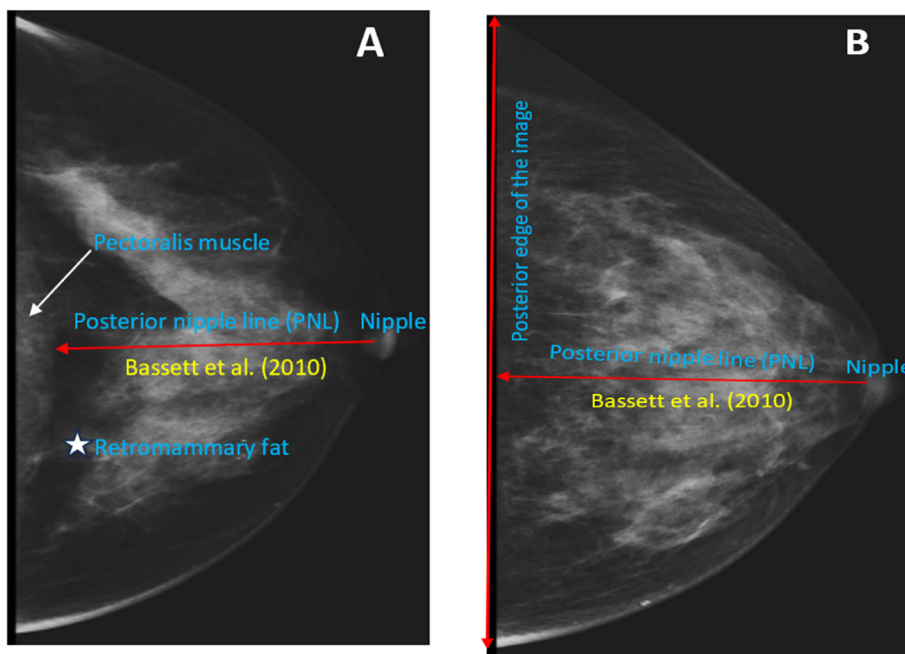 A
Pectoralis muscle
Posterior nipple line (PNL)
Nipple
Bassett et al. (2010)
Retromammary fat
B
Posterior edge of the image
Posterior nipple line (PNL)
Nipple
Bassett et al. (2010)